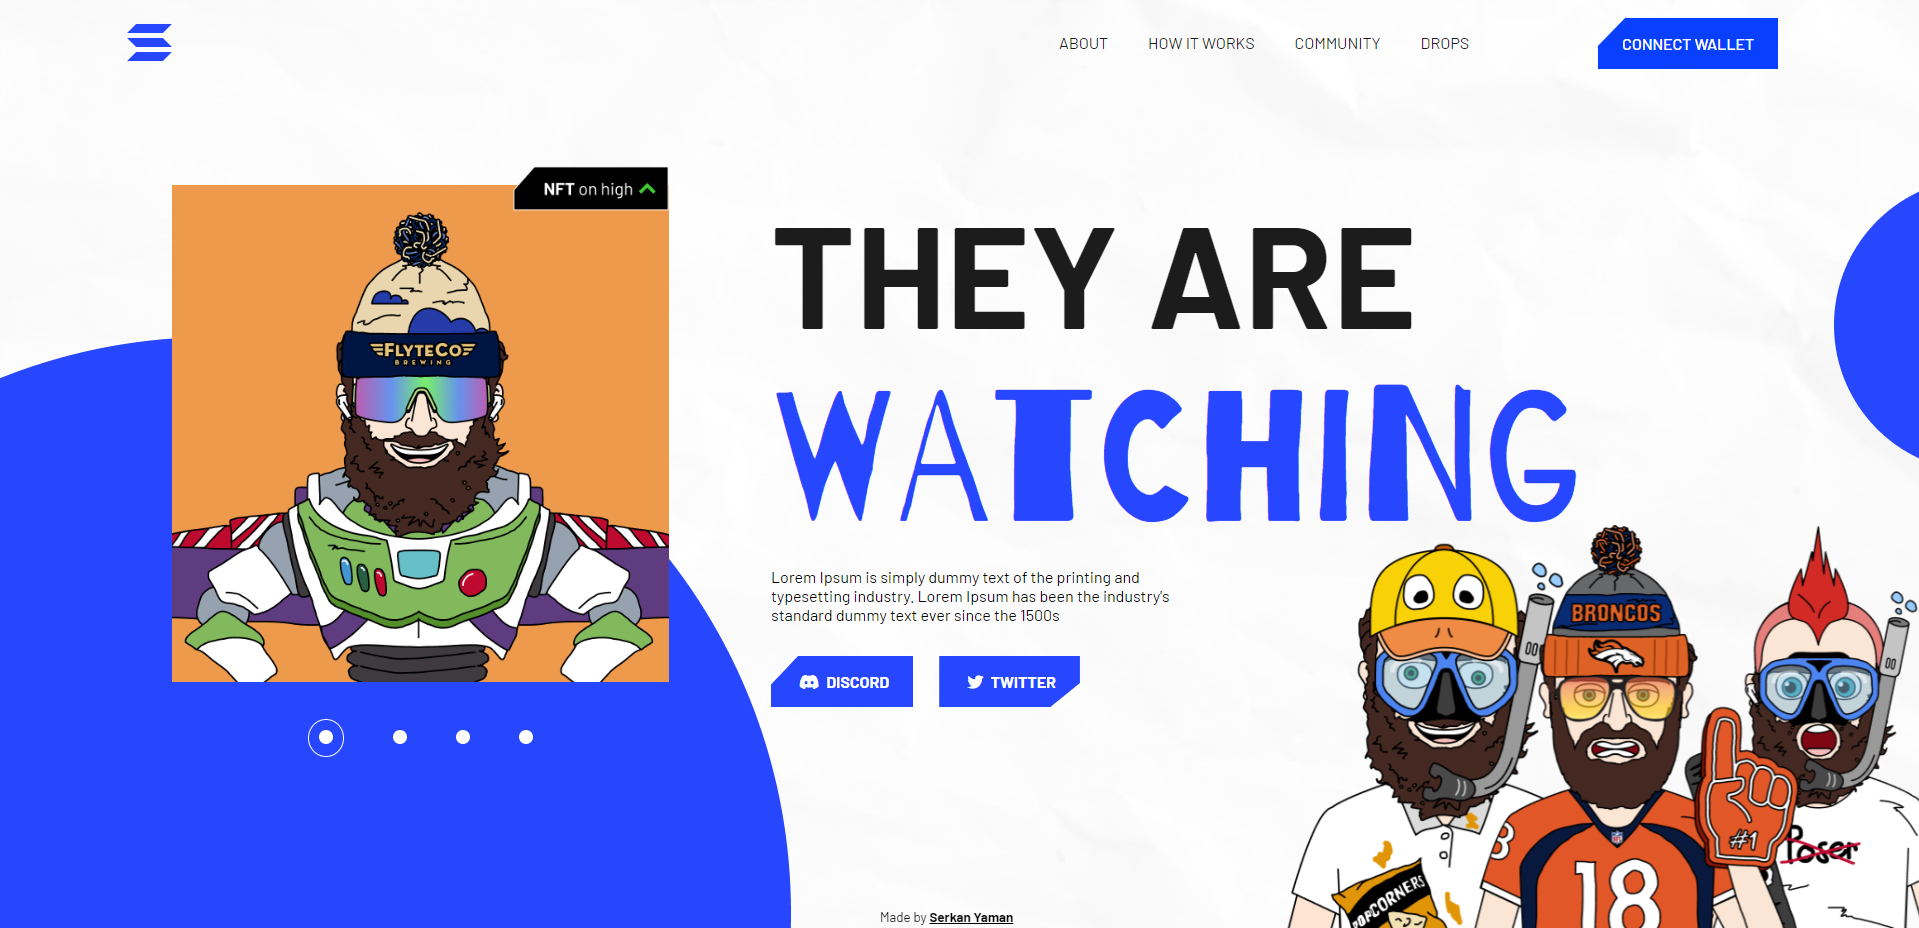 ABOUT HOW IT WORKS COMMUNITY DROPS CONNECT WALLET
NFT on high
FLYTECO
BREWING
THEY ARE
WATCHING
Lorem Ipsum is simply dummy text of the printing and
typesetting industry. Lorem Ipsum has been the industry's
standard dummy text ever since the 1500s
DISCORD TWITTER
BRONCOS
#1
Poser
8
18
POPCORNERS
Made by Serkan Yaman